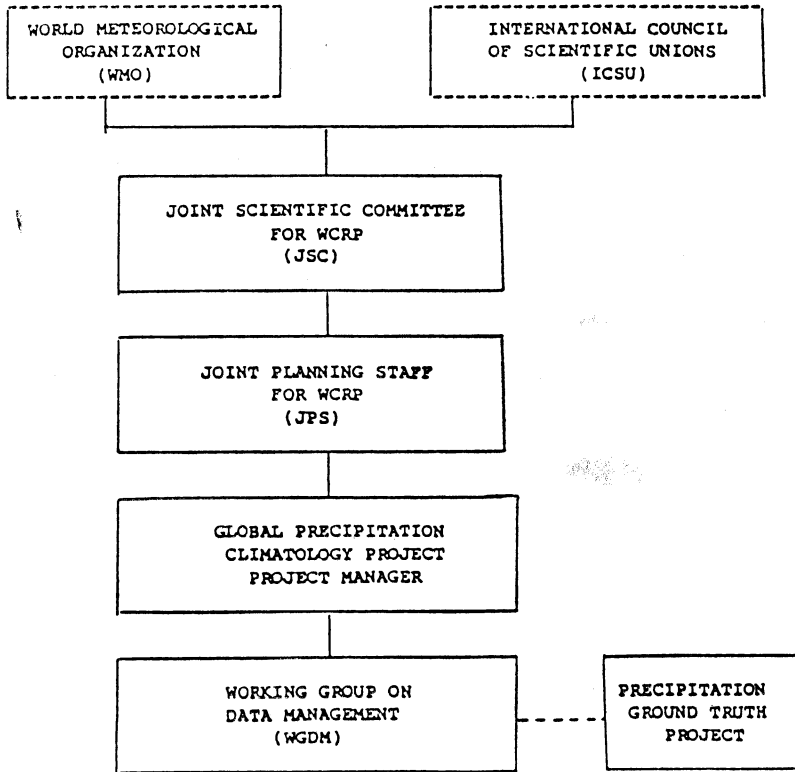 WORLD METEOROLOGICAL
ORGANIZATION
(WMO)
INTERNATIONAL COUNCIL
OF SCIENTIFIC UNIONS
(ICSU)
JOINT SCIENTIFIC COMMITTEE
FOR WCRP
(JSC)
JOINT PLANNING STAFF
FOR WCRP
(JPS)
GLOBAL PRECIPITATION
CLIMATOLOGY PROJECT
PROJECT MANAGER
WORKING GROUP ON
DATA MANAGEMENT
(WGDM)
PRECIPITATION
GROUND TRUTH
PROJECT